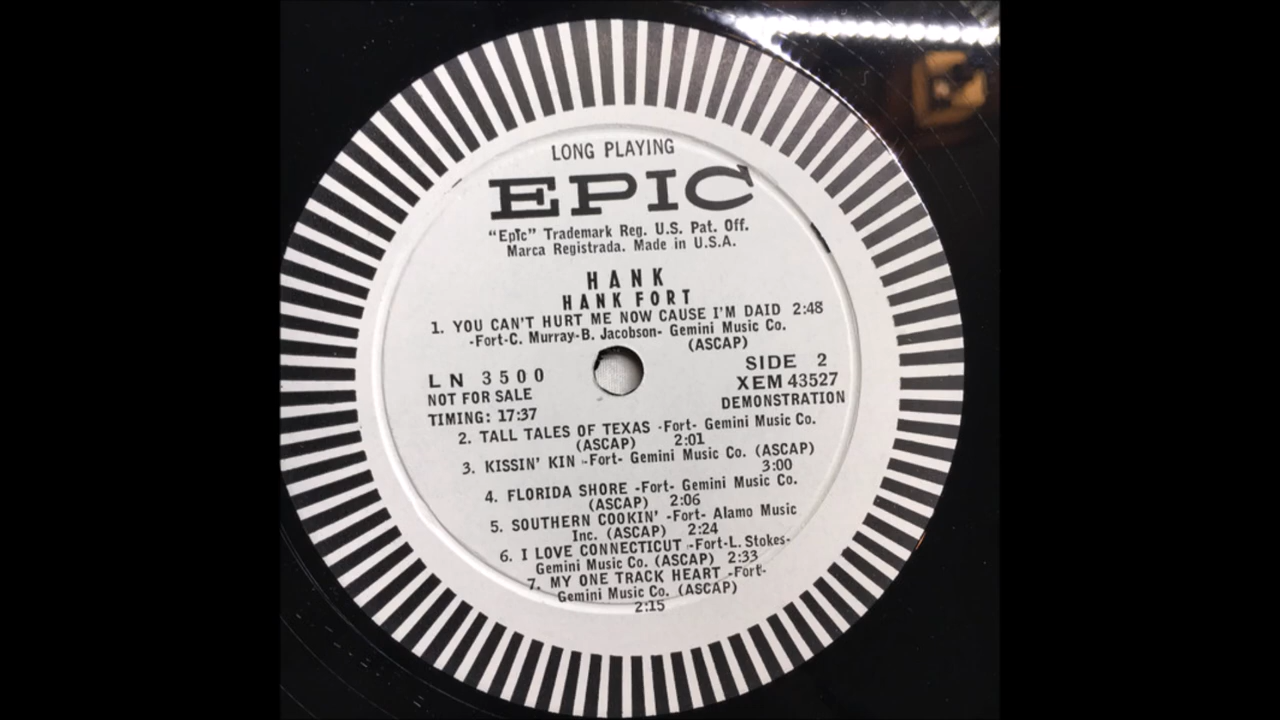 LONG PLAYING
EPIC
"Epic" Trademark Reg. U.S. Pat. Off.
Marca Registrada. Made in U.S.A.
HANK
HANK FORT
1. YOU CAN'T HURT ME NOW CAUSE I'M DAID 2:48
-Fort-C. Murray-B. Jacobson- Gemini Music Co.
(ASCAP)
LN 3500
NOT FOR SALE
TIMING: 17:37
SIDE 2
XEM 43527
DEMONSTRATION
2. TALL TALES OF TEXAS -Fort- Gemini Music Co.
(ASCAP) 2:01
3. KISSIN' KIN -Fort- Gemini Music Co. (ASCAP)
3:00
4. FLORIDA SHORE -Fort- Gemini Music Co.
(ASCAP) 2:06
5. SOUTHERN COOKIN' -Fort- Alamo Music
Inc. (ASCAP) 2:24
6. I LOVE CONNECTICUT -Fort-L. Stokes-
Gemini Music Co. (ASCAP) 2:33
7. MY ONE TRACK HEART -Fort-
Gemini Music Co. (ASCAP)
2:15